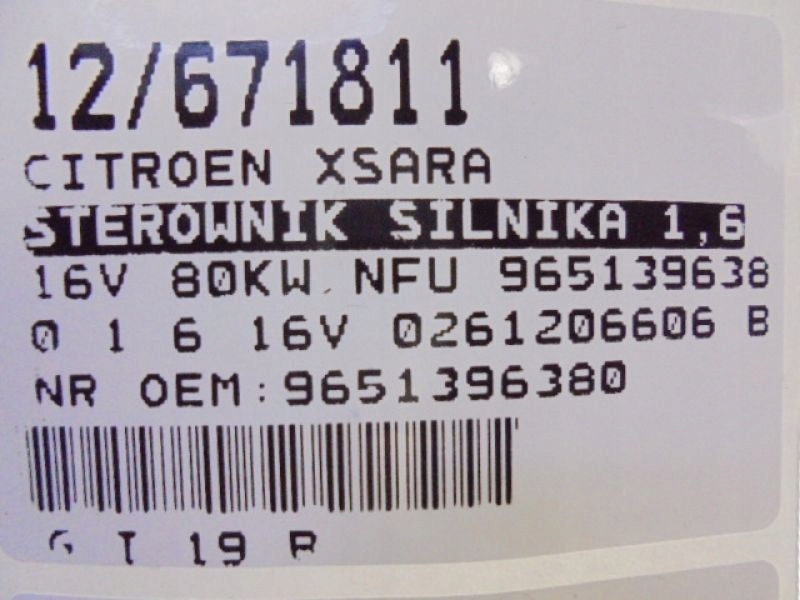 12/671811
CITROEN XSARA
STEROWNIK SILNIKA 1,6
16V 80KW NFU 965139638
0 1 6 16V 0261206606 B
NR OEM:9651396380
19